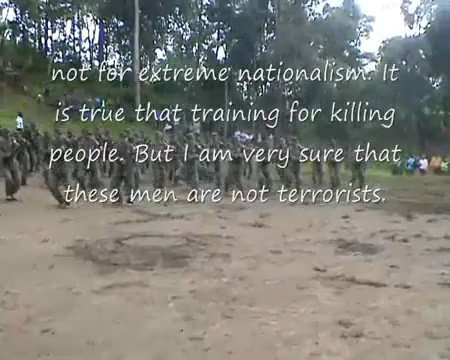 not for extreme nationalism. It
is true that training for killing
people. But I am very sure that
these men are not terrorists.